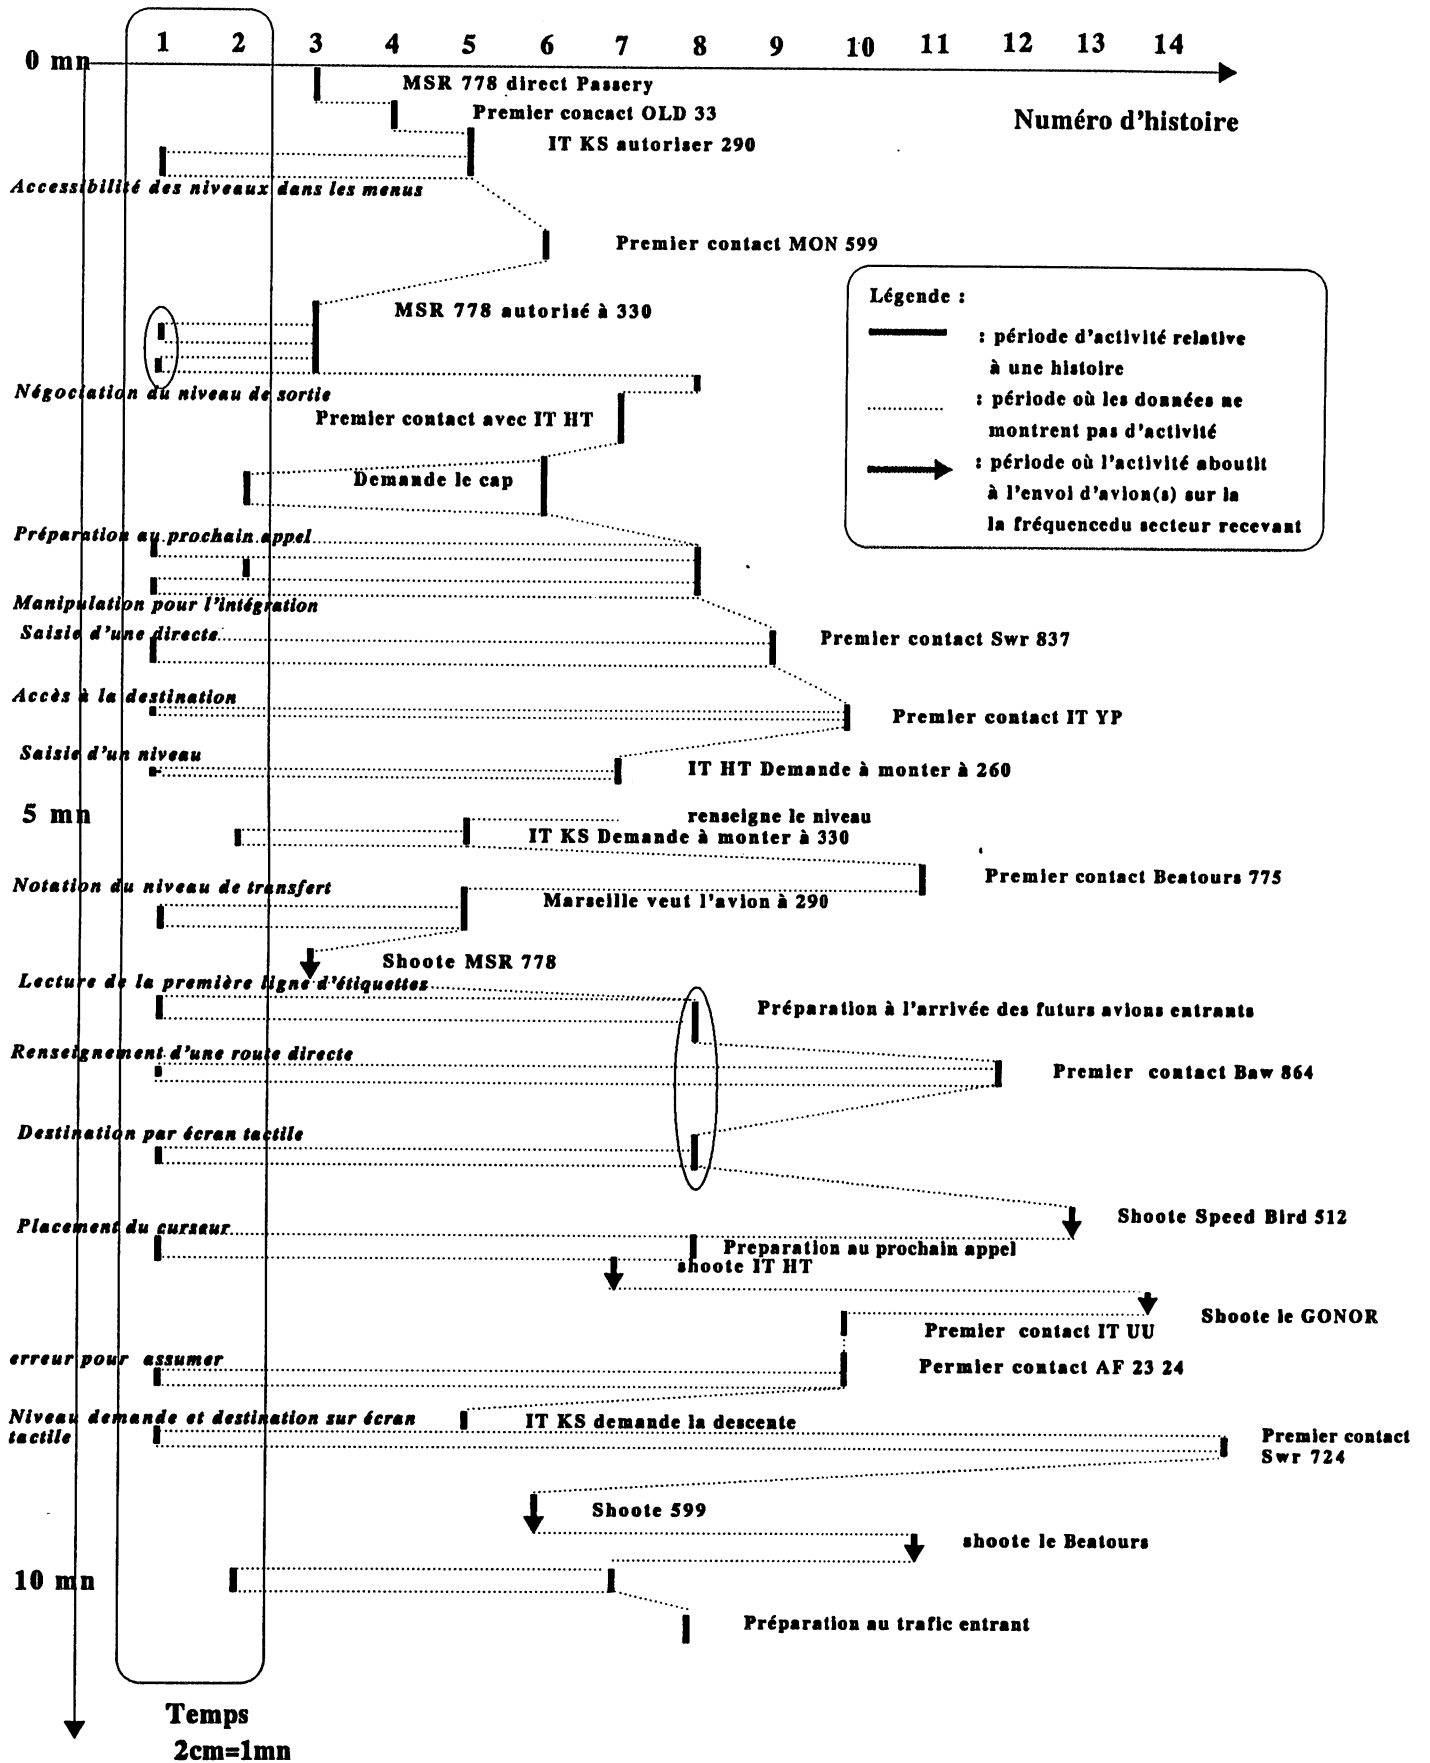 1 2 3 4 5 6 7 8 9 10 11 12 13 14
0 mn
MSR 778 direct Passery
Premier concact OLD 33
Numéro d'histoire
IT KS autoriser 290
Accessibilité des niveaux dans les menus
Premier contact MON 599
Légende :
: période d'activité relative
à une histoire
: période où les données ne
montrent pas d'activité
: période où l'activité aboutit
à l'envoi d'avion(s) sur la
la fréquencedu secteur recevant
MSR 778 autorisé à 330
Négociation du niveau de sortie
Premier contact avec IT HT
Demande le cap
Préparation au prochain appel
Manipulation pour l'intégration
Saisie d'une directe
Premier contact Swr 837
Accès à la destination
Premier contact IT YP
Saisie d'un niveau
IT HT Demande à monter à 260
5 mn
renseigne le niveau
IT KS Demande à monter à 330
Premier contact Beatours 775
Notation du niveau de transfert
Marseille veut l'avion à 290
Shoote MSR 778
Lecture de la première ligne d'étiquettes
Préparation à l'arrivée des futurs avions entrants
Renseignement d'une route directe
Premier contact Baw 864
Destination par écran tactile
Shoote Speed Bird 512
Placement du curseur
Preparation au prochain appel
shoote IT HT
Shoote le GONOR
Premier contact IT UU
erreur pour assumer
Permier contact AF 23 24
Niveau demande et destination sur écran
tactile
IT KS demande la descente
Premier contact
Swr 724
Shoote 599
shoote le Beatours
10 mn
Préparation au trafic entrant
Temps
2cm=1mn